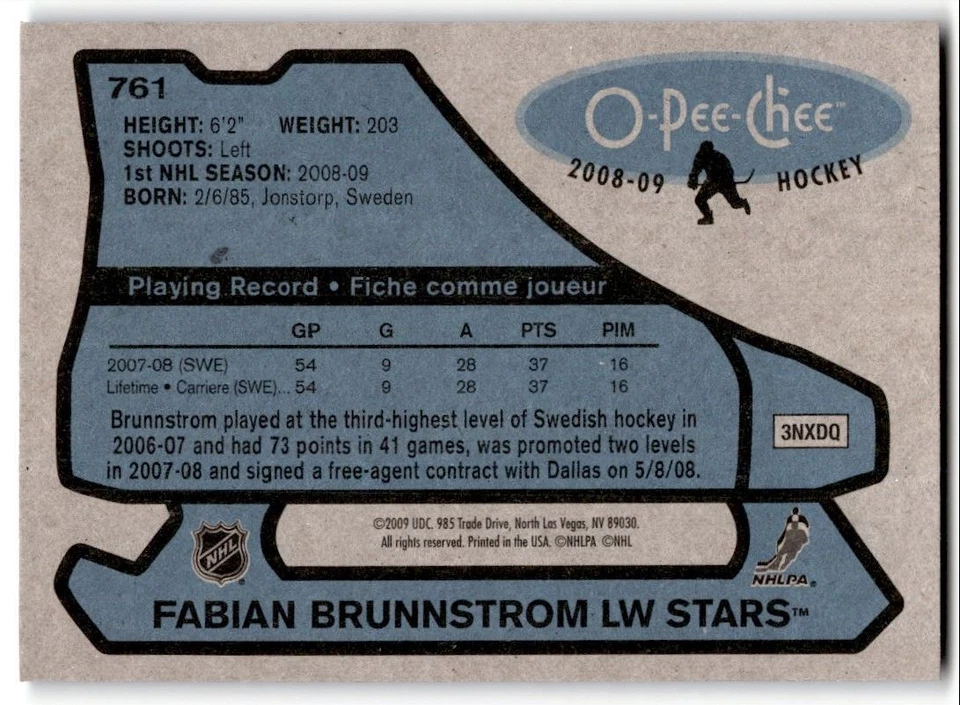 761
HEIGHT: 6'2" WEIGHT: 203
SHOOTS: Left
1st NHL SEASON: 2008-09
BORN: 2/6/85, Jonstorp, Sweden
O-Pee-Chee™
2008-09 HOCKEY
Playing Record • Fiche comme joueur
GP G A PTS PIM
2007-08 (SWE) 54 9 28 37 16
Lifetime • Carriere (SWE)... 54 9 28 37 16
Brunnstrom played at the third-highest level of Swedish hockey in
2006-07 and had 73 points in 41 games, was promoted two levels
in 2007-08 and signed a free-agent contract with Dallas on 5/8/08.
3NXDQ
©2009 UDC. 985 Trade Drive, North Las Vegas, NV 89030.
All rights reserved. Printed in the USA. ©NHLPA ©NHL
NHL®
NHLPA®
FABIAN BRUNNSTROM LW STARS™